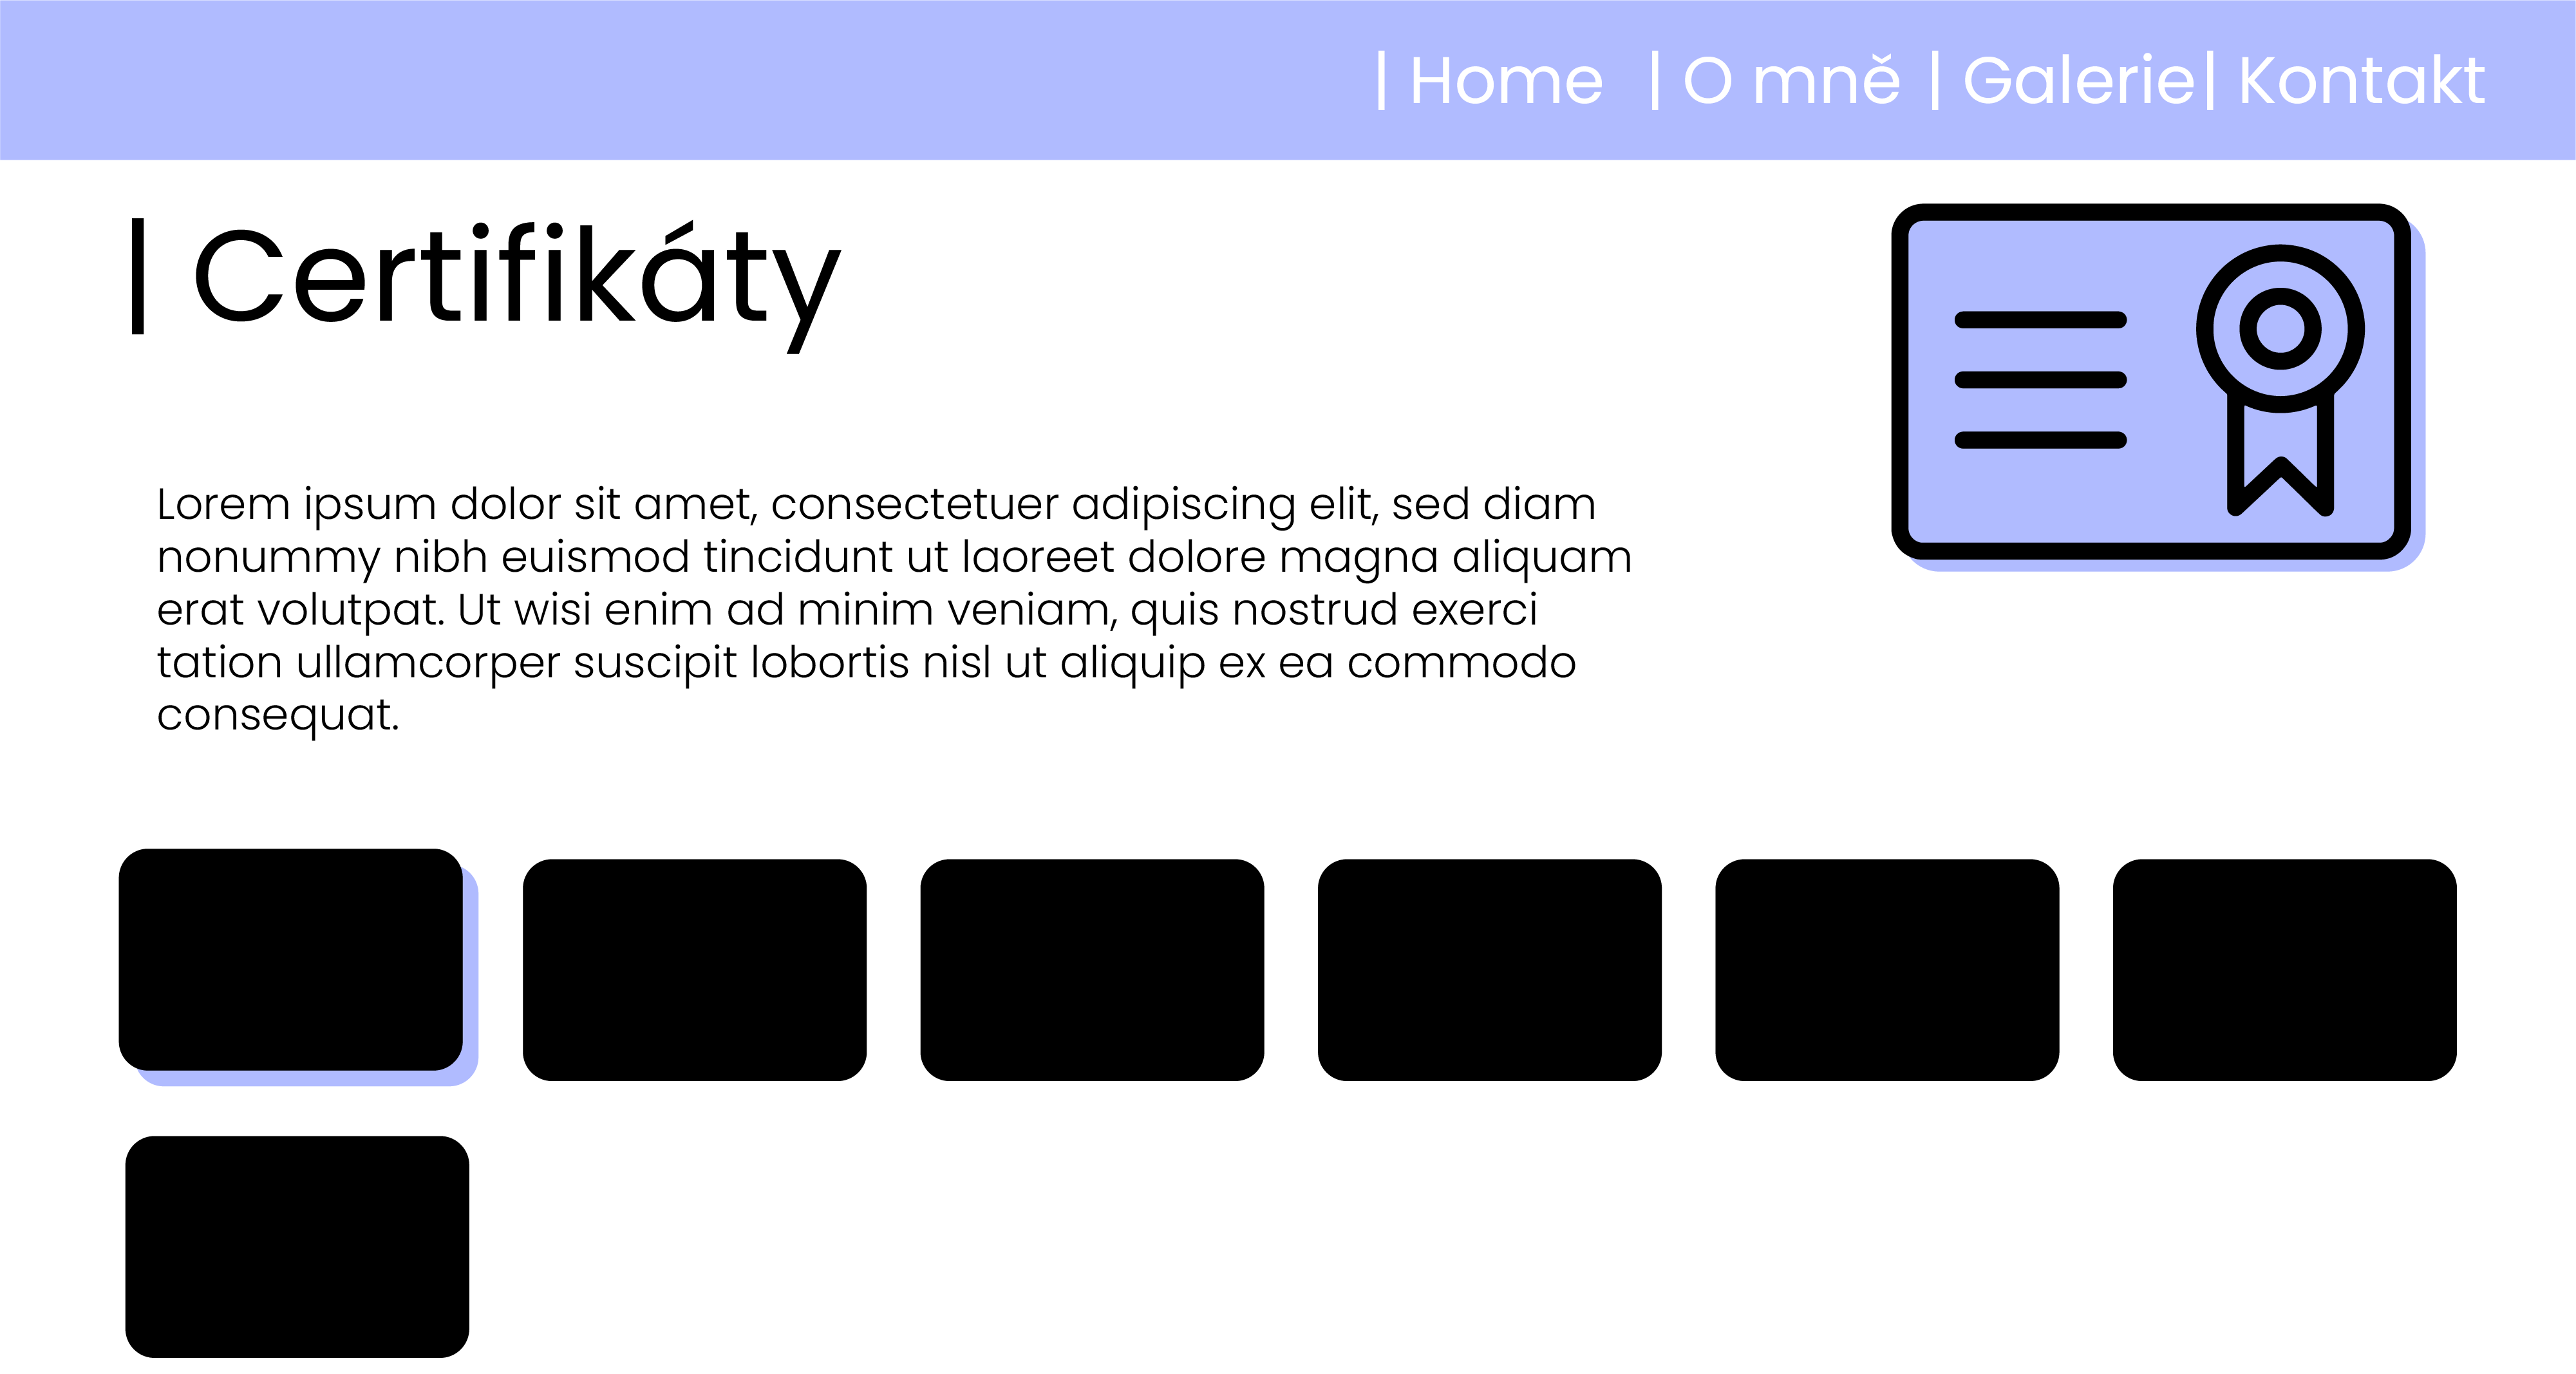 | Home | O mně | Galerie | Kontakt
| Certifikáty
Lorem ipsum dolor sit amet, consectetuer adipiscing elit, sed diam
nonummy nibh euismod tincidunt ut laoreet dolore magna aliquam
erat volutpat. Ut wisi enim ad minim veniam, quis nostrud exerci
tation ullamcorper suscipit lobortis nisl ut aliquip ex ea commodo
consequat.